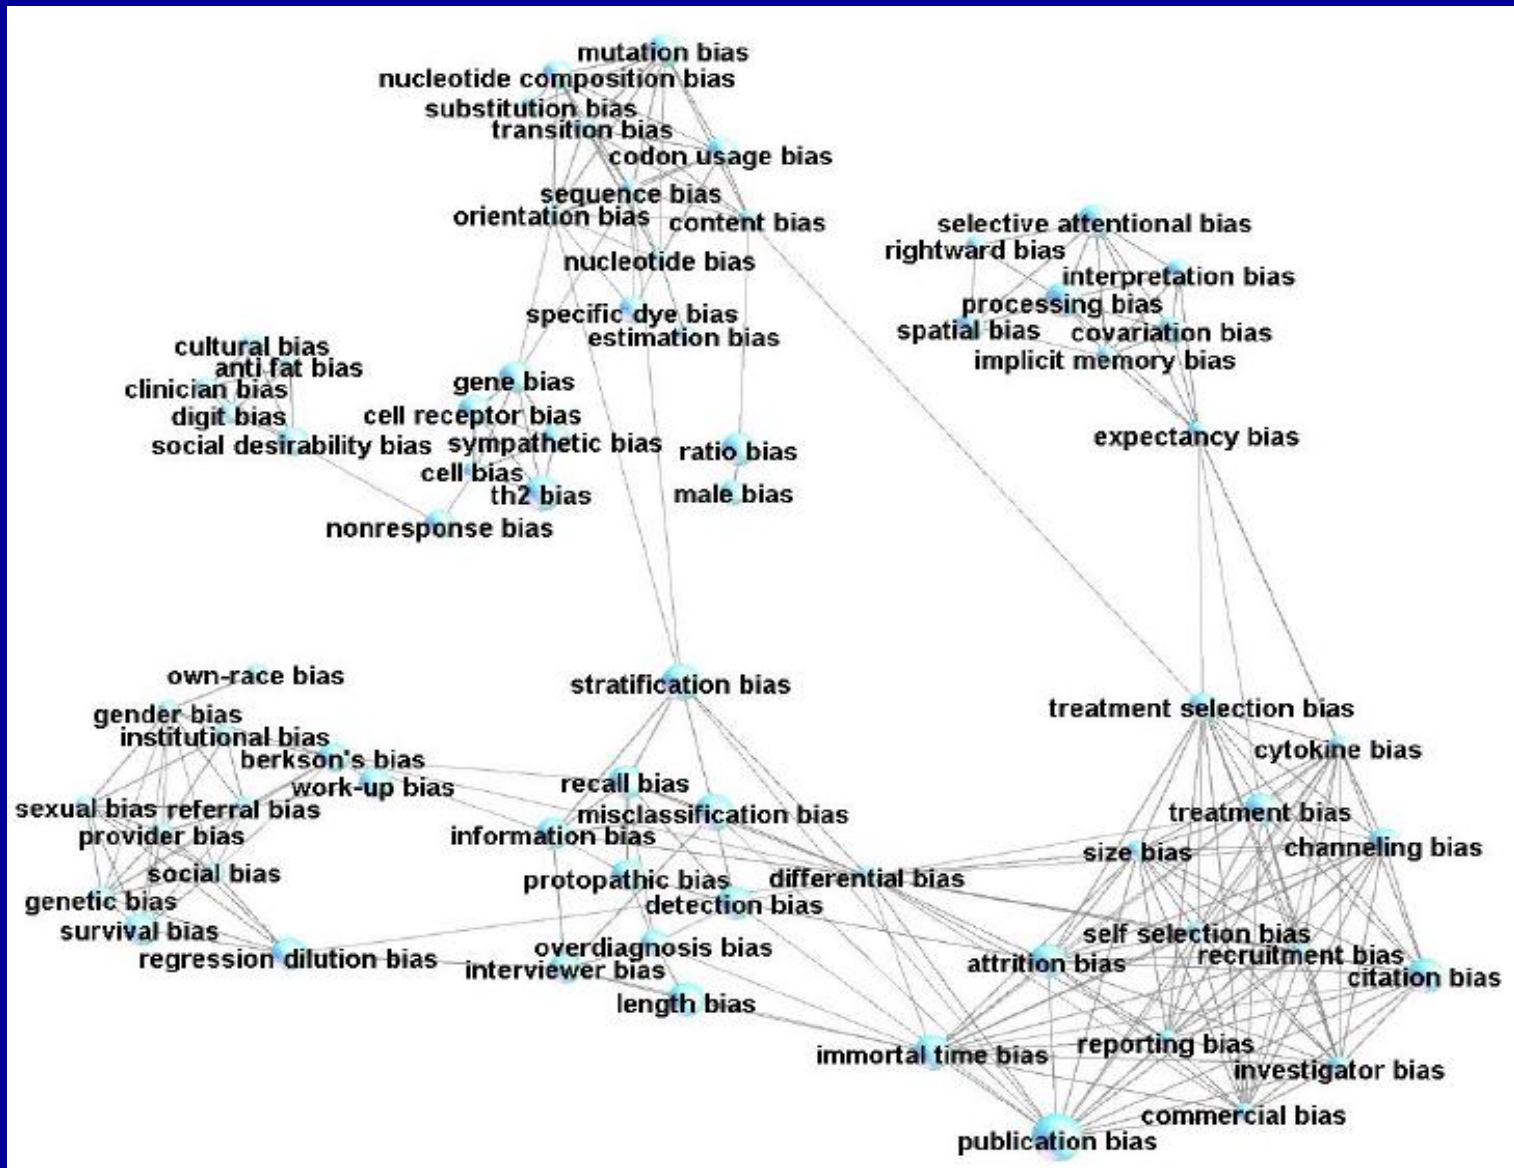 mutation bias
nucleotide composition bias
substitution bias
transition bias
codon usage bias
sequence bias
orientation bias
content bias
nucleotide bias
specific dye bias
estimation bias
selective attentional bias
rightward bias
interpretation bias
processing bias
spatial bias
covariation bias
implicit memory bias
expectancy bias
cultural bias
anti fat bias
clinician bias
digit bias
social desirability bias
gene bias
cell receptor bias
sympathetic bias
cell bias
th2 bias
nonresponse bias
ratio bias
male bias
own-race bias
gender bias
institutional bias
berkson's bias
work-up bias
sexual bias
referral bias
provider bias
social bias
genetic bias
survival bias
regression dilution bias
stratification bias
recall bias
misclassification bias
information bias
protopathic bias
differential bias
detection bias
overdiagnosis bias
interviewer bias
length bias
immortal time bias
treatment selection bias
cytokine bias
treatment bias
size bias
channeling bias
self selection bias
recruitment bias
attrition bias
citation bias
reporting bias
investigator bias
commercial bias
publication bias